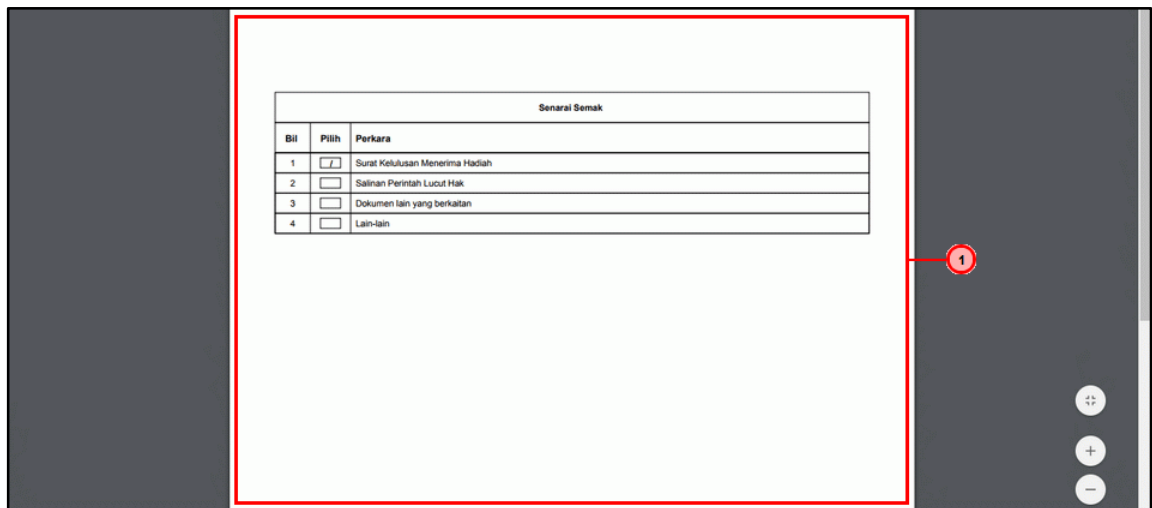 Senarai Semak
Bil Pilih Perkara
1 / Surat Kelulusan Menerima Hadiah
2 Salinan Perintah Lucut Hak
3 Dokumen lain yang berkaitan
4 Lain-lain
1